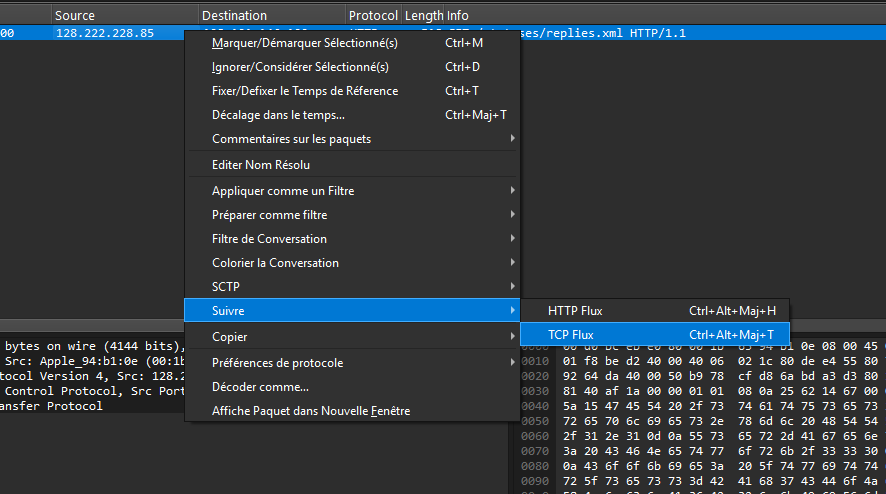 Source Destination Protocol Length Info
00 128.222.228.85 ses/replies.xml HTTP/1.1
Marquer/Démarquer Sélectionné(s) Ctrl+M
Ignorer/Considérer Sélectionné(s) Ctrl+D
Fixer/Defixer le Temps de Réference Ctrl+T
Décalage dans le temps... Ctrl+Maj+T
Commentaires sur les paquets
Editer Nom Résolu
Appliquer comme un Filtre
Préparer comme filtre
Filtre de Conversation
Colorier la Conversation
SCTP
Suivre
HTTP Flux Ctrl+Alt+Maj+H
TCP Flux Ctrl+Alt+Maj+T
Copier
Préférences de protocole
Décoder comme...
Affiche Paquet dans Nouvelle Fenêtre
bytes on wire (4144 bits),
Src: Apple_94:b1:0e (00:1b
tocol Version 4, Src: 128.2
Control Protocol, Src Port
ansfer Protocol
0010 01 f8 be d2 40 00 40 06 02 1c 80 de e4 55 80
0020 92 64 da 40 00 50 b9 78 cf d8 6a bd a3 d3 80
0030 81 40 af 1a 00 00 01 01 08 0a 25 62 14 67 00
0040 5a 15 47 45 54 20 2f 73 74 61 74 75 73 65 73
0050 72 65 70 6c 69 65 73 2e 78 6d 6c 20 48 54 54
0060 2f 31 2e 31 0d 0a 55 73 65 72 2d 41 67 65 6e
0070 3a 20 43 46 4e 65 74 77 6f 72 6b 2f 33 33 30
0080 0a 43 6f 6f 6b 69 65 3a 20 5f 74 77 69 74 74
0090 72 5f 73 65 73 73 3d 42 41 68 37 43 44 6f 4a